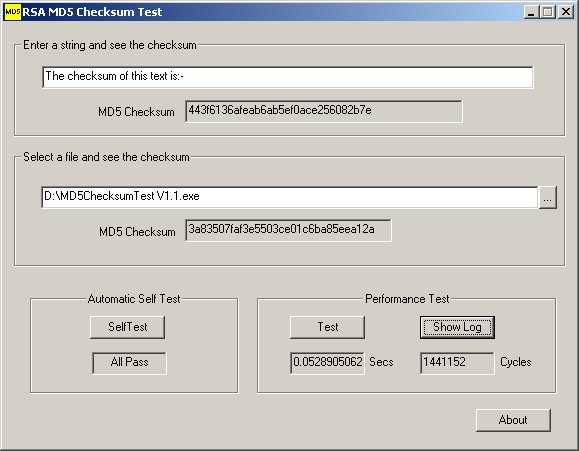 MD5 RSA MD5 Checksum Test
Enter a string and see the checksum
The checksum of this text is:-
MD5 Checksum 443f6136afeab6ab5ef0ace256082b7e
Select a file and see the checksum
D:\MD5ChecksumTest V1.1.exe ...
MD5 Checksum 3a83507faf3e5503ce01c6ba85eea12a
Automatic Self Test
SelfTest
All Pass
Performance Test
Test Show Log
0.0528905062 Secs 1441152 Cycles
About